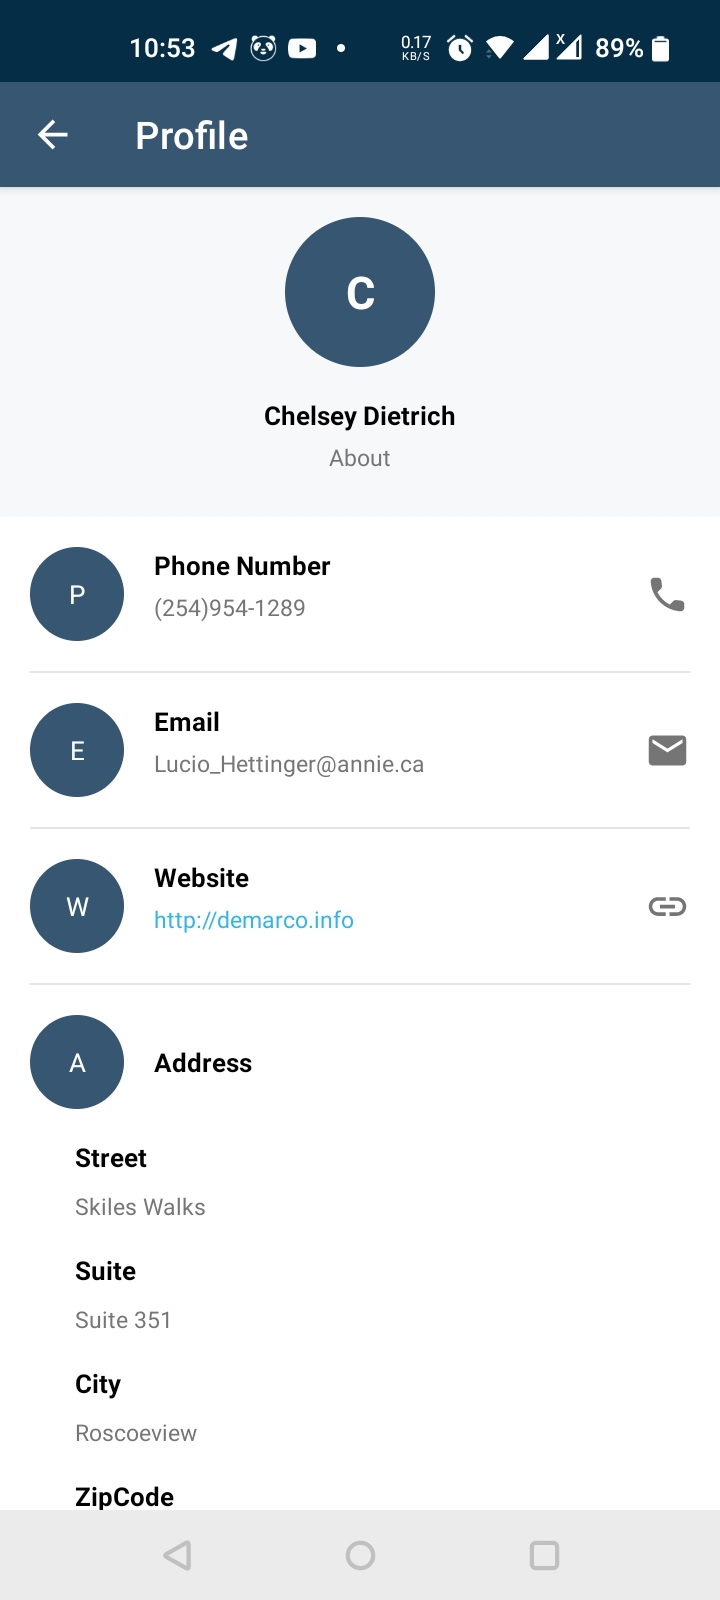 10:53 0.17 KB/S X 89%
Profile
C
Chelsey Dietrich
About
P
Phone Number
(254)954-1289
E
Email
Lucio_Hettinger@annie.ca
W
Website
http://demarco.info
A
Address
Street
Skiles Walks
Suite
Suite 351
City
Roscoeview
ZipCode